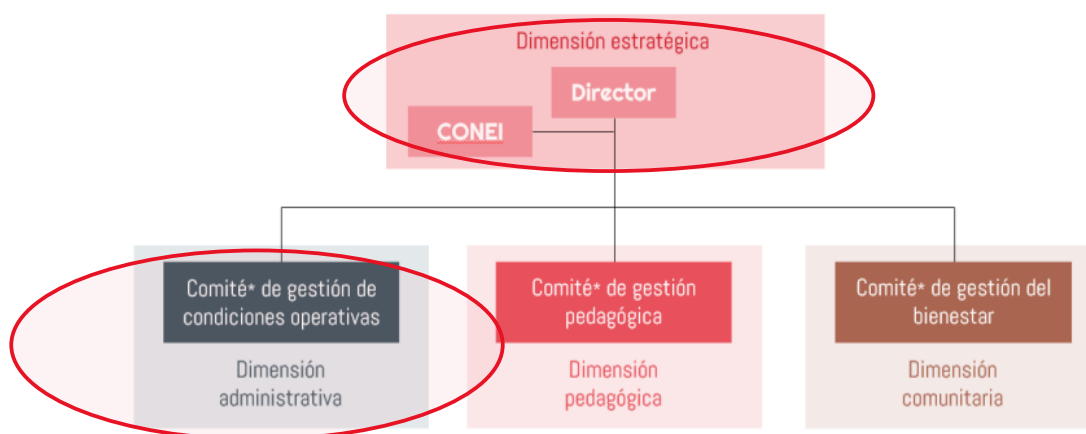 Dimensión estratégica
Director
CONEI
Comité* de gestión de
condiciones operativas
Dimensión
administrativa
Comité* de gestión
pedagógica
Dimensión
pedagógica
Comité* de gestión del
bienestar
Dimensión
comunitaria